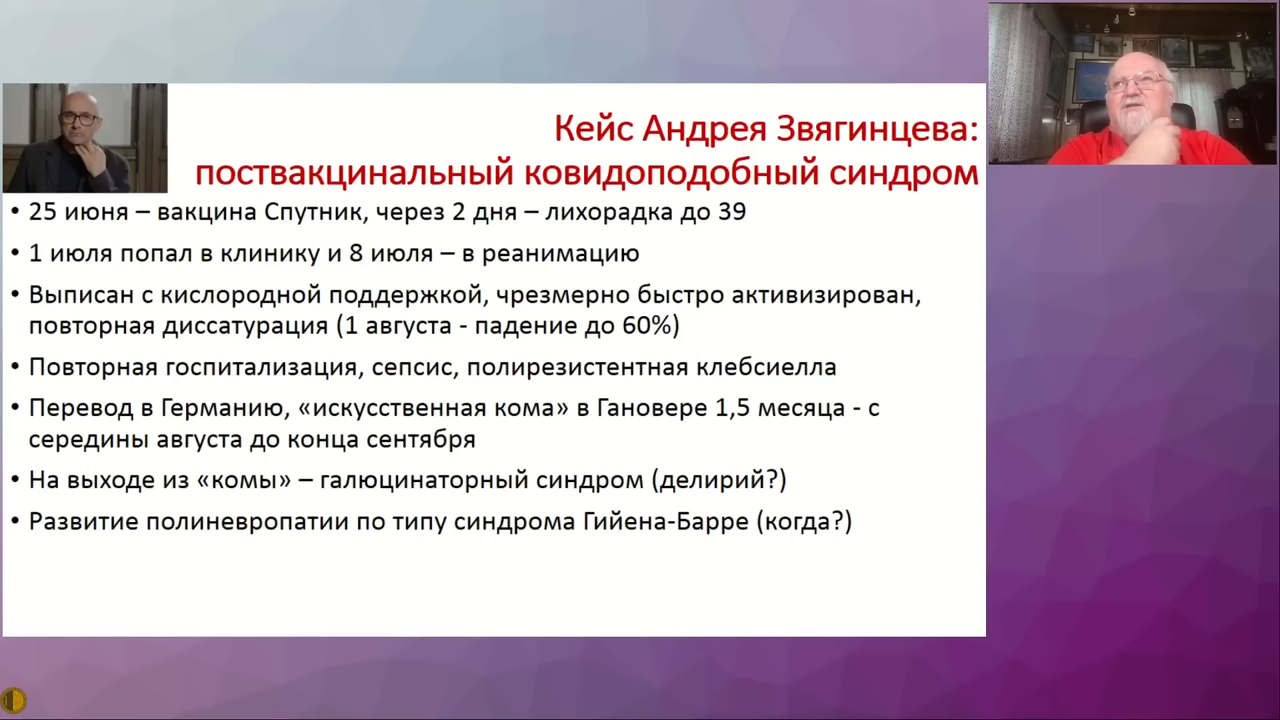 Кейс Андрея Звягинцева:
поствакцинальный ковидоподобный синдром
• 25 июня – вакцина Спутник, через 2 дня – лихорадка до 39
• 1 июля попал в клинику и 8 июля – в реанимацию
• Выписан с кислородной поддержкой, чрезмерно быстро активизирован,
повторная диссатурация (1 августа - падение до 60%)
• Повторная госпитализация, сепсис, полирезистентная клебсиелла
• Перевод в Германию, «искусственная кома» в Гановере 1,5 месяца - с
середины августа до конца сентября
• На выходе из «комы» – галюцинаторный синдром (делирий?)
• Развитие полиневропатии по типу синдрома Гийена-Барре (когда?)